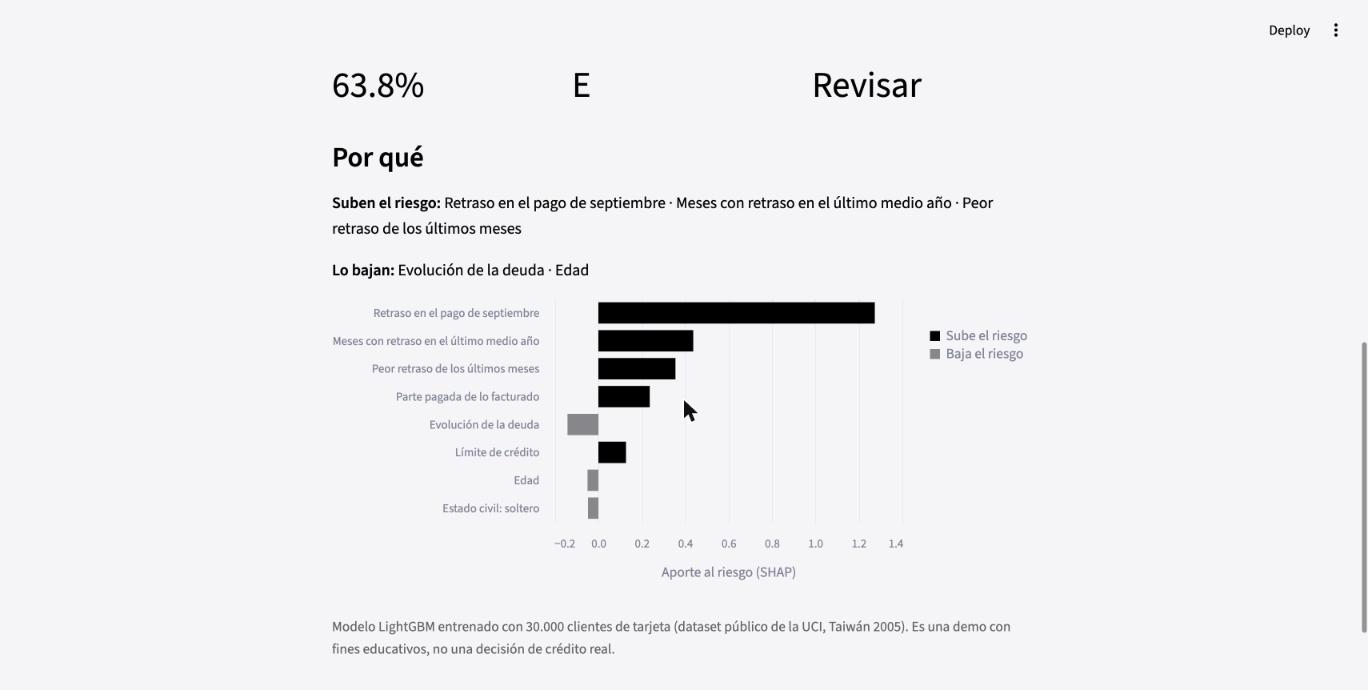 Deploy
63.8% E Revisar
Por qué
Suben el riesgo: Retraso en el pago de septiembre · Meses con retraso en el último medio año · Peor
retraso de los últimos meses
Lo bajan: Evolución de la deuda · Edad
Retraso en el pago de septiembre
Meses con retraso en el último medio año
Peor retraso de los últimos meses
Parte pagada de lo facturado
Evolución de la deuda
Límite de crédito
Edad
Estado civil: soltero
Sube el riesgo
Baja el riesgo
−0.2 0.0 0.2 0.4 0.6 0.8 1.0 1.2 1.4
Aporte al riesgo (SHAP)
Modelo LightGBM entrenado con 30.000 clientes de tarjeta (dataset público de la UCI, Taiwán 2005). Es una demo con
fines educativos, no una decisión de crédito real.